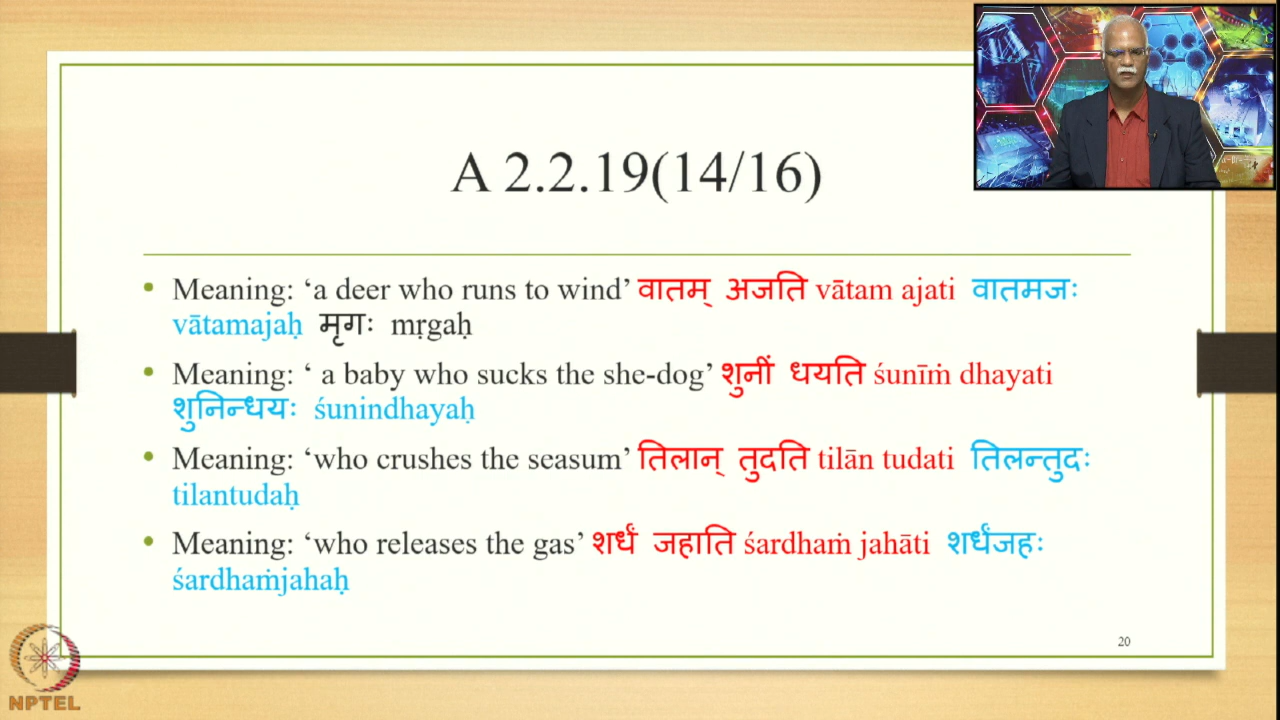 A 2.2.19(14/16)
• Meaning: ‘a deer who runs to wind’ वातम् अजति vātam ajati वातमजः
vātamajaḥ मृगः mṛgaḥ
• Meaning: ‘ a baby who sucks the she-dog’ शुनीं धयति śunīṁ dhayati
शुनिन्धयः śunindhayaḥ
• Meaning: ‘who crushes the seasum’ तिलान् तुदति tilān tudati तिलन्तुदः
tilantudaḥ
• Meaning: ‘who releases the gas’ शर्धं जहाति śardhaṁ jahāti शर्धंजहः
śardhaṁjahaḥ
20
NPTEL